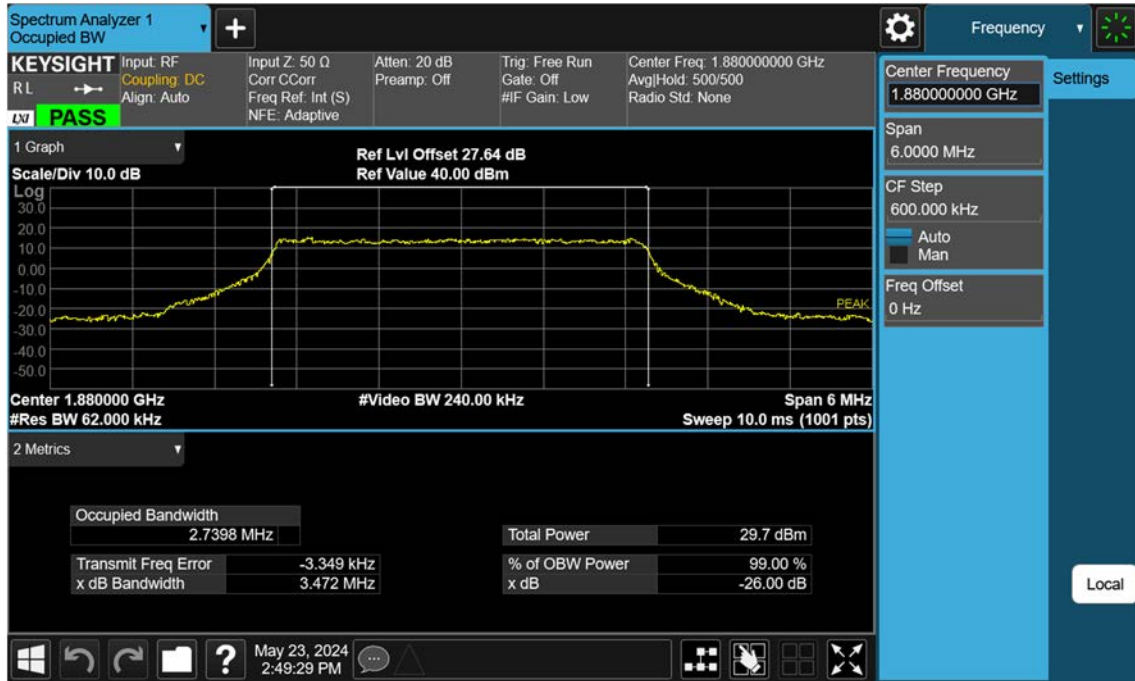 Spectrum Analyzer 1
Occupied BW
Frequency
KEYSIGHT
R L
LXI
PASS
Input: RF
Coupling: DC
Align: Auto
Input Z: 50 Ω
Corr CCorr
Freq Ref: Int (S)
NFE: Adaptive
Atten: 20 dB
Preamp: Off
Trig: Free Run
Gate: Off
#IF Gain: Low
Center Freq: 1.880000000 GHz
Avg|Hold: 500/500
Radio Std: None
Center Frequency
1.880000000 GHz
Settings
Span
6.0000 MHz
CF Step
600.000 kHz
Auto
Man
Freq Offset
0 Hz
Local
1 Graph
Scale/Div 10.0 dB
Ref Lvl Offset 27.64 dB
Ref Value 40.00 dBm
Log
30.0
20.0
10.0
0.00
-10.0
-20.0
-30.0
-40.0
-50.0
PEAK
Center 1.880000 GHz
#Video BW 240.00 kHz
Span 6 MHz
#Res BW 62.000 kHz
Sweep 10.0 ms (1001 pts)
2 Metrics
Occupied Bandwidth
2.7398 MHz
Total Power 29.7 dBm
Transmit Freq Error -3.349 kHz
% of OBW Power 99.00 %
x dB Bandwidth 3.472 MHz
x dB -26.00 dB
?
May 23, 2024
2:49:29 PM